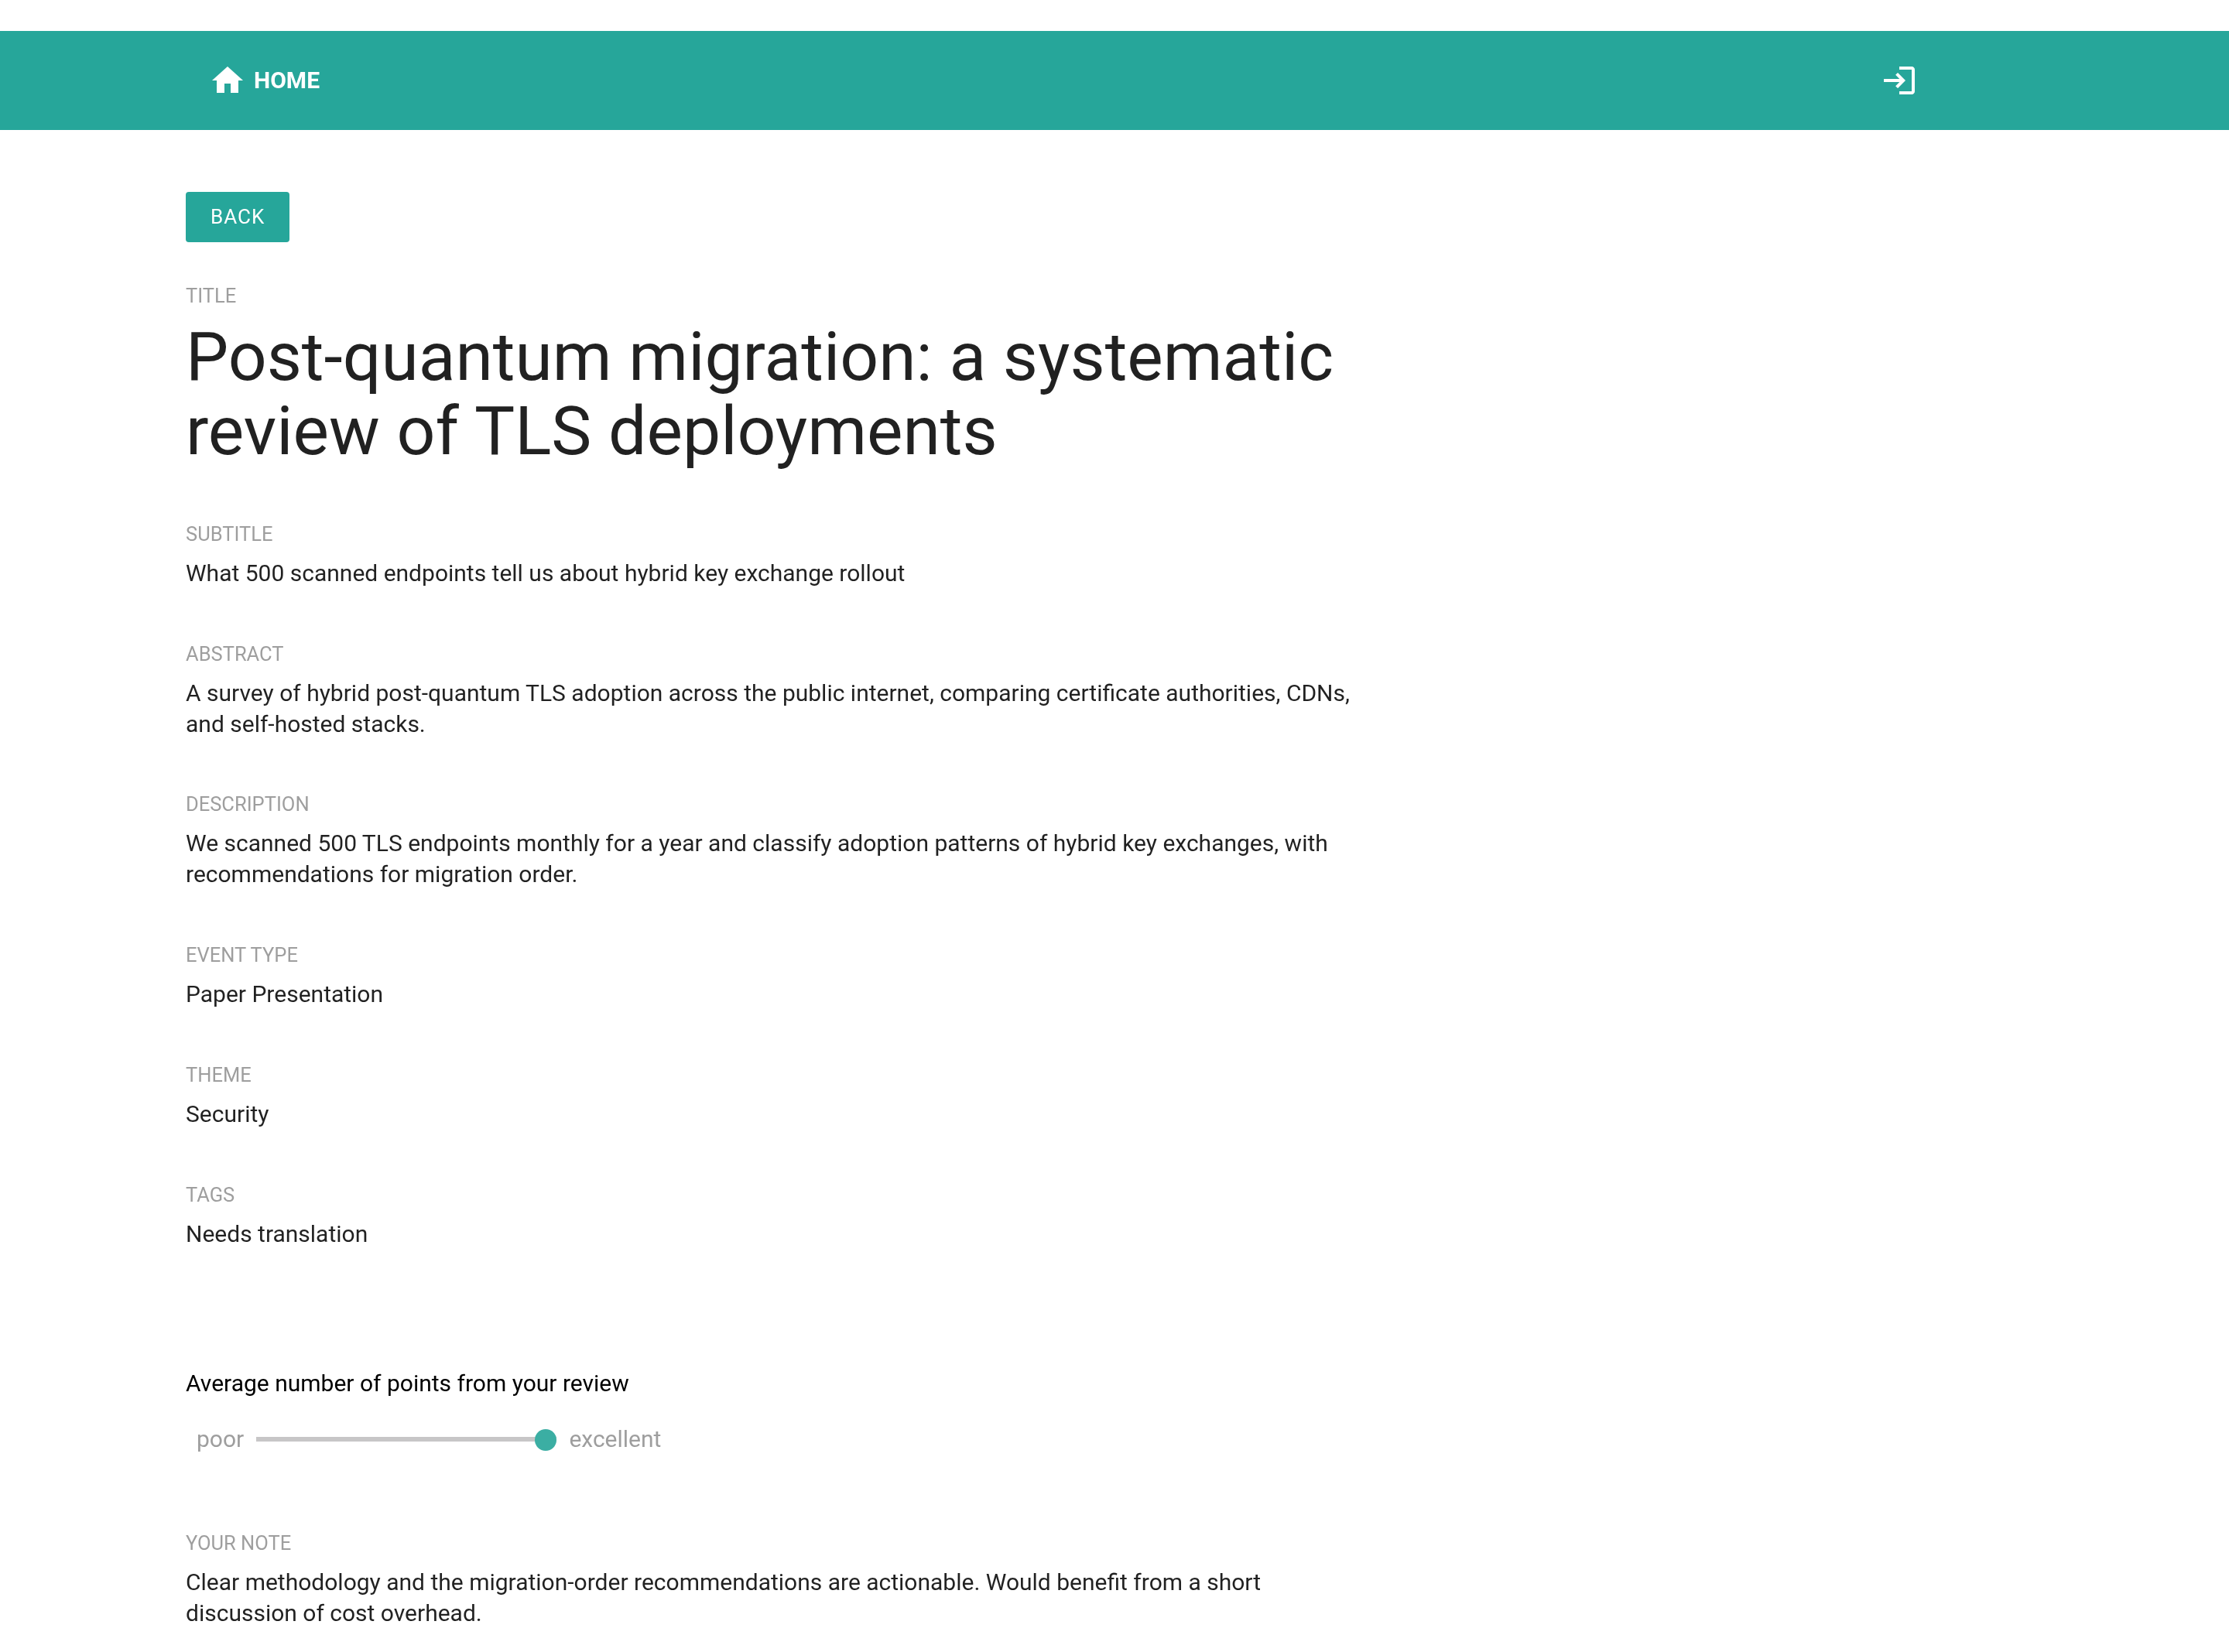 HOME
BACK
TITLE
Post-quantum migration: a systematic
review of TLS deployments
SUBTITLE
What 500 scanned endpoints tell us about hybrid key exchange rollout
ABSTRACT
A survey of hybrid post-quantum TLS adoption across the public internet, comparing certificate authorities, CDNs,
and self-hosted stacks.
DESCRIPTION
We scanned 500 TLS endpoints monthly for a year and classify adoption patterns of hybrid key exchanges, with
recommendations for migration order.
EVENT TYPE
Paper Presentation
THEME
Security
TAGS
Needs translation
Average number of points from your review
poor excellent
YOUR NOTE
Clear methodology and the migration-order recommendations are actionable. Would benefit from a short
discussion of cost overhead.